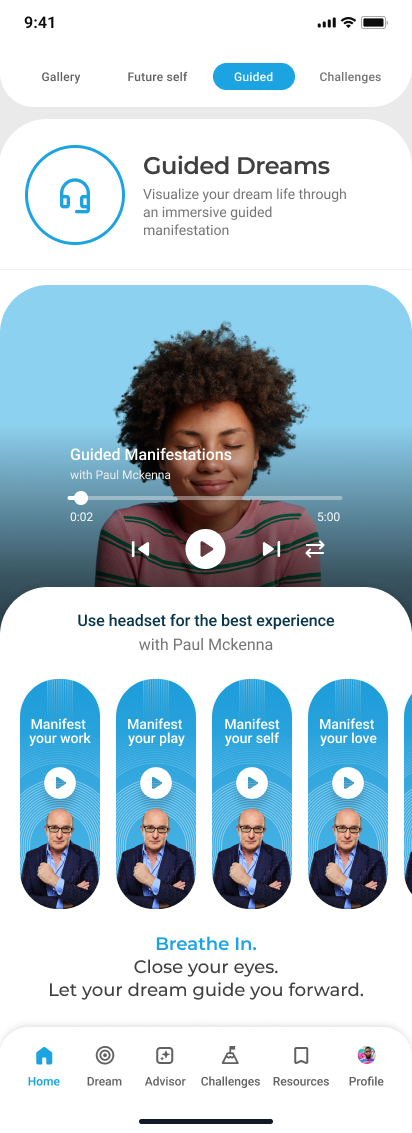 9:41
Gallery
Future self
Guided
Challenges
Guided Dreams
Visualize your dream life through
an immersive guided
manifestation
Guided Manifestations
with Paul Mckenna
0:02
5:00
Use headset for the best experience
with Paul Mckenna
Manifest
your work
Manifest
your play
Manifest
your self
Manifest
your love
Breathe In.
Close your eyes.
Let your dream guide you forward.
Home
Dream
Advisor
Challenges
Resources
Profile